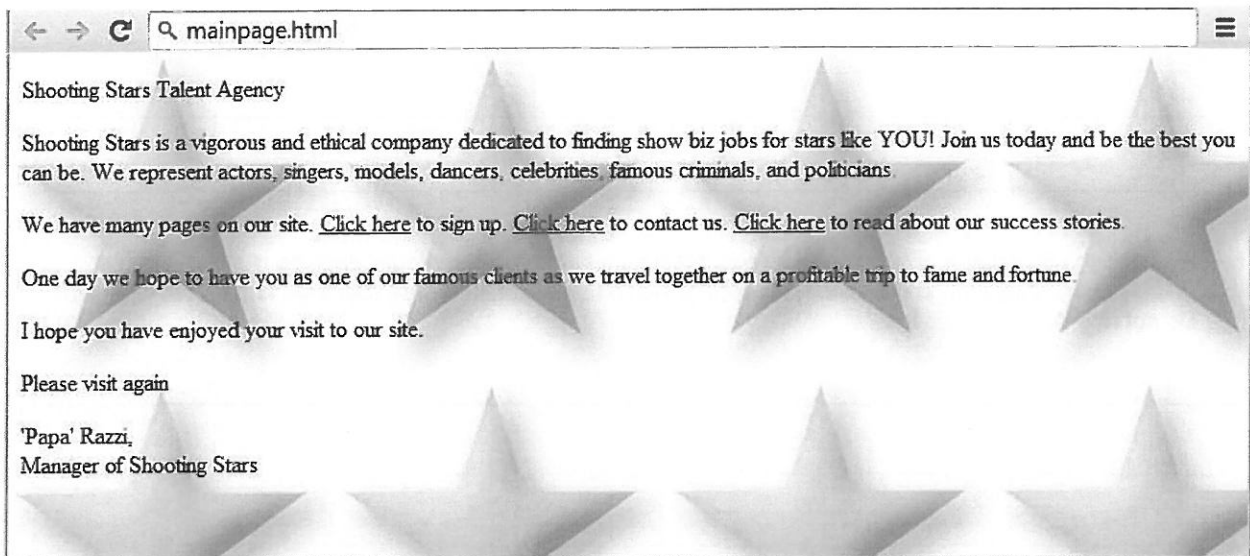 mainpage.html
Shooting Stars Talent Agency
Shooting Stars is a vigorous and ethical company dedicated to finding show biz jobs for stars like YOU! Join us today and be the best you
can be. We represent actors, singers, models, dancers, celebrities, famous criminals, and politicians.
We have many pages on our site. Click here to sign up. Click here to contact us. Click here to read about our success stories.
One day we hope to have you as one of our famous clients as we travel together on a profitable trip to fame and fortune.
I hope you have enjoyed your visit to our site.
Please visit again
'Papa' Razzi,
Manager of Shooting Stars